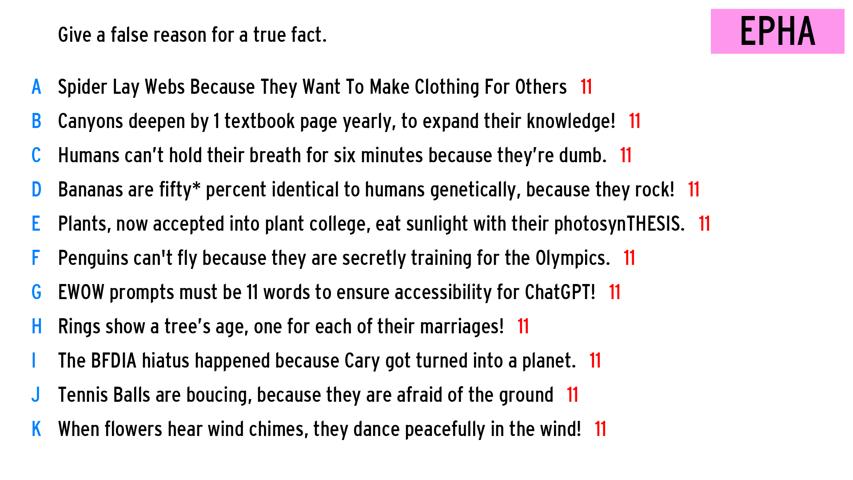 Give a false reason for a true fact.
EPHA
A Spider Lay Webs Because They Want To Make Clothing For Others 11
B Canyons deepen by 1 textbook page yearly, to expand their knowledge! 11
C Humans can't hold their breath for six minutes because they're dumb. 11
D Bananas are fifty* percent identical to humans genetically, because they rock! 11
E Plants, now accepted into plant college, eat sunlight with their photosynTHESIS. 11
F Penguins can't fly because they are secretly training for the Olympics. 11
G EWOW prompts must be 11 words to ensure accessibility for ChatGPT! 11
H Rings show a tree's age, one for each of their marriages! 11
I The BFDIA hiatus happened because Cary got turned into a planet. 11
J Tennis Balls are boucing, because they are afraid of the ground 11
K When flowers hear wind chimes, they dance peacefully in the wind! 11